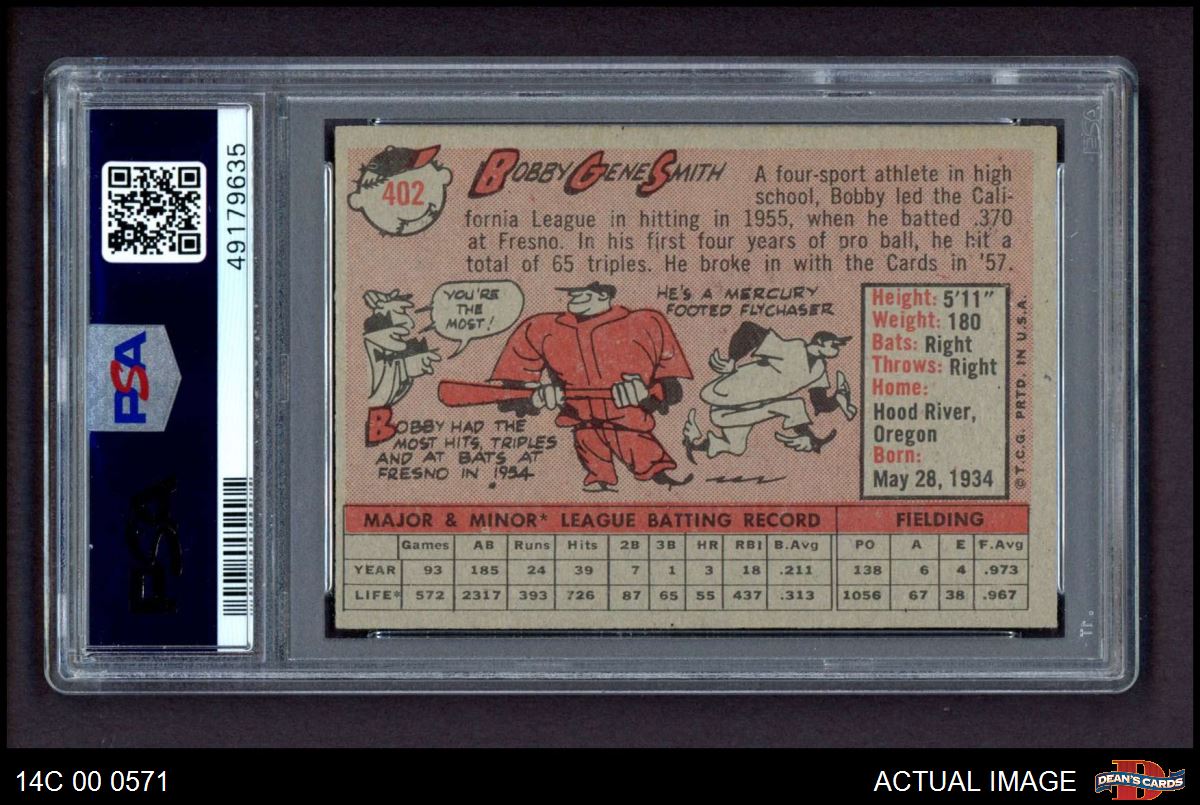 49179635
PSA
PSA
402
BOBBY GENE SMITH
A four-sport athlete in high
school, Bobby led the Cali-
fornia League in hitting in 1955, when he batted .370
at Fresno. In his first four years of pro ball, he hit a
total of 65 triples. He broke in with the Cards in '57.
YOU'RE
THE
MOST!
HE'S A MERCURY
FOOTED FLYCHASER
BOBBY HAD THE
MOST HITS, TRIPLES
AND AT BATS AT
FRESNO IN 1954
Height: 5'11"
Weight: 180
Bats: Right
Throws: Right
Home:
Hood River,
Oregon
Born:
May 28, 1934
© T.C.G. PRTD. IN U.S.A.
MAJOR & MINOR* LEAGUE BATTING RECORD FIELDING
Games AB Runs Hits 2B 3B HR RBI B.Avg PO A E F.Avg
YEAR 93 185 24 39 7 1 3 18 .211 138 6 4 .973
LIFE* 572 2317 393 726 87 65 55 437 .313 1056 67 38 .967
14C 00 0571
ACTUAL IMAGE
DEAN'S CARDS